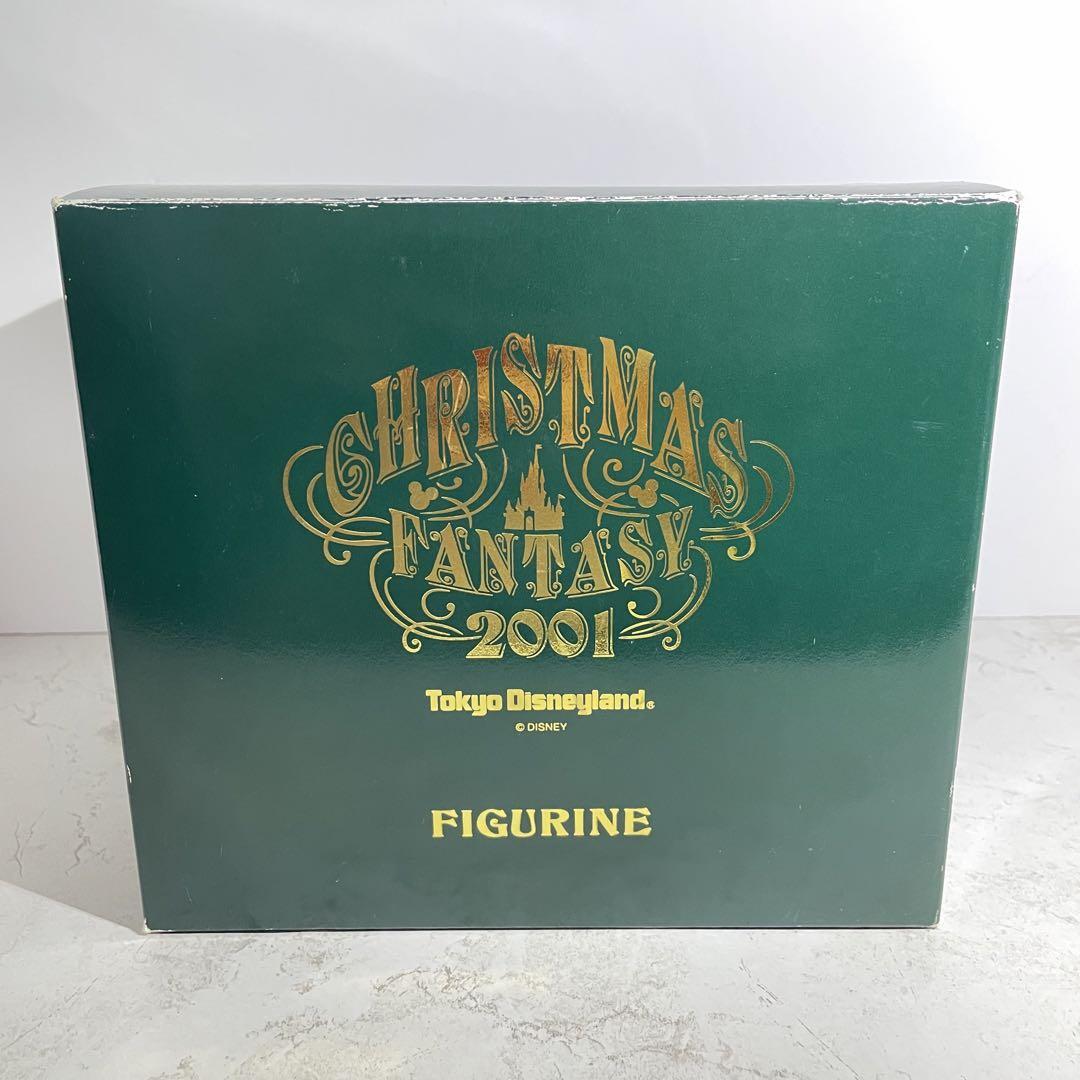 CHRISTMAS
FANTASY
2001
Tokyo Disneyland®
© DISNEY
FIGURINE